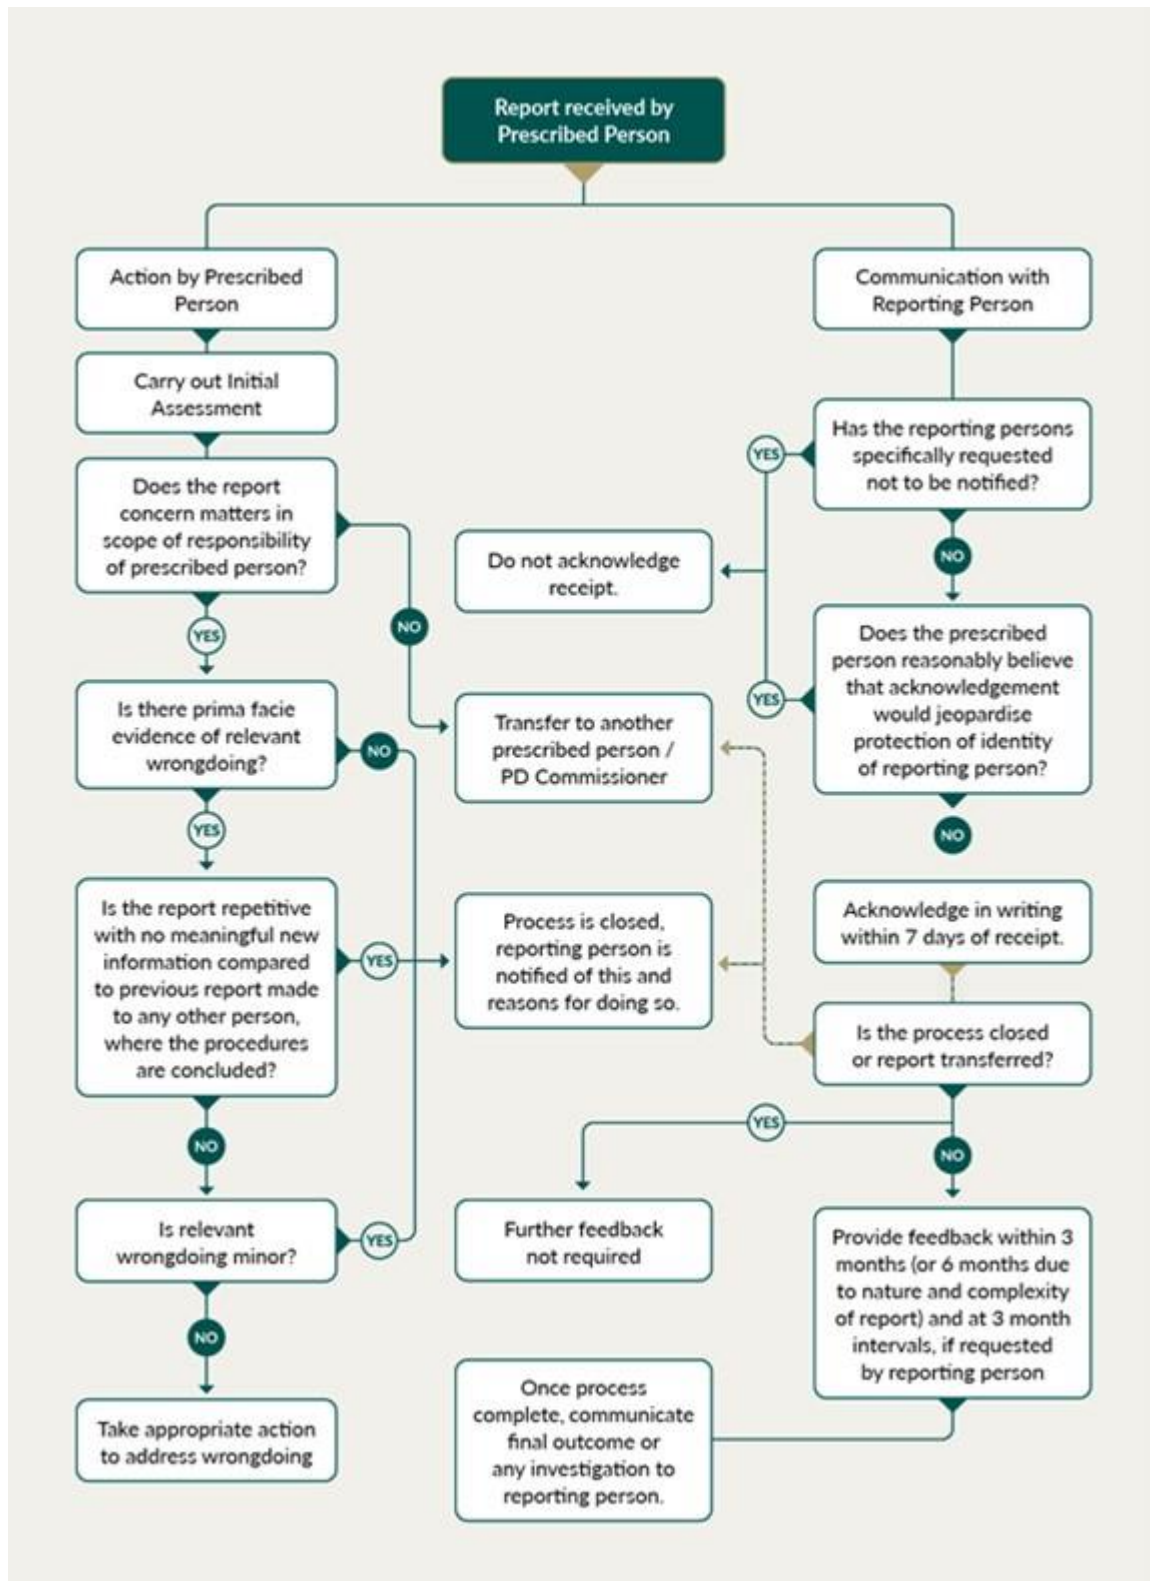 Report received by
Prescribed Person
Action by Prescribed
Person
Carry out Initial
Assessment
Does the report
concern matters in
scope of responsibility
of prescribed person?
NO
YES
Is there prima facie
evidence of relevant
wrongdoing?
NO
YES
Is the report repetitive
with no meaningful new
information compared
to previous report made
to any other person,
where the procedures
are concluded?
YES
NO
Is relevant
wrongdoing minor?
YES
NO
Take appropriate action
to address wrongdoing
Do not acknowledge
receipt.
Transfer to another
prescribed person /
PD Commissioner
Process is closed,
reporting person is
notified of this and
reasons for doing so.
Communication with
Reporting Person
Has the reporting persons
specifically requested
not to be notified?
YES
NO
Does the prescribed
person reasonably believe
that acknowledgement
would jeopardise
protection of identity
of reporting person?
YES
NO
Acknowledge in writing
within 7 days of receipt.
Is the process closed
or report transferred?
YES
NO
Further feedback
not required
Provide feedback within 3
months (or 6 months due
to nature and complexity
of report) and at 3 month
intervals, if requested
by reporting person
Once process
complete, communicate
final outcome or
any investigation to
reporting person.